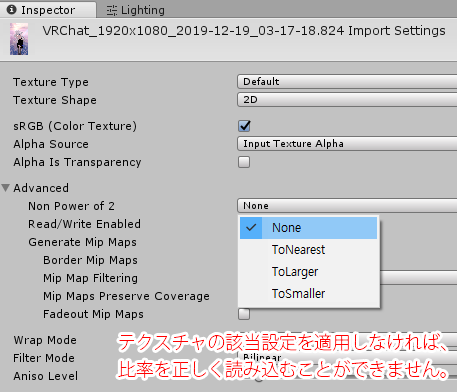 Inspector
Lighting
VRChat_1920x1080_2019-12-19_03-17-18.824 Import Settings
Texture Type
Default
Texture Shape
2D
sRGB (Color Texture)
Alpha Source
Input Texture Alpha
Alpha Is Transparency
Advanced
Non Power of 2
None
Read/Write Enabled
None
Generate Mip Maps
ToNearest
Border Mip Maps
ToLarger
Mip Map Filtering
ToSmaller
Mip Maps Preserve Coverage
Fadeout Mip Maps
Wrap Mode
テクスチャの該当設定を適用しなければ、
Filter Mode
Bilinear
比率を正しく読み込むことができません。
Aniso Level